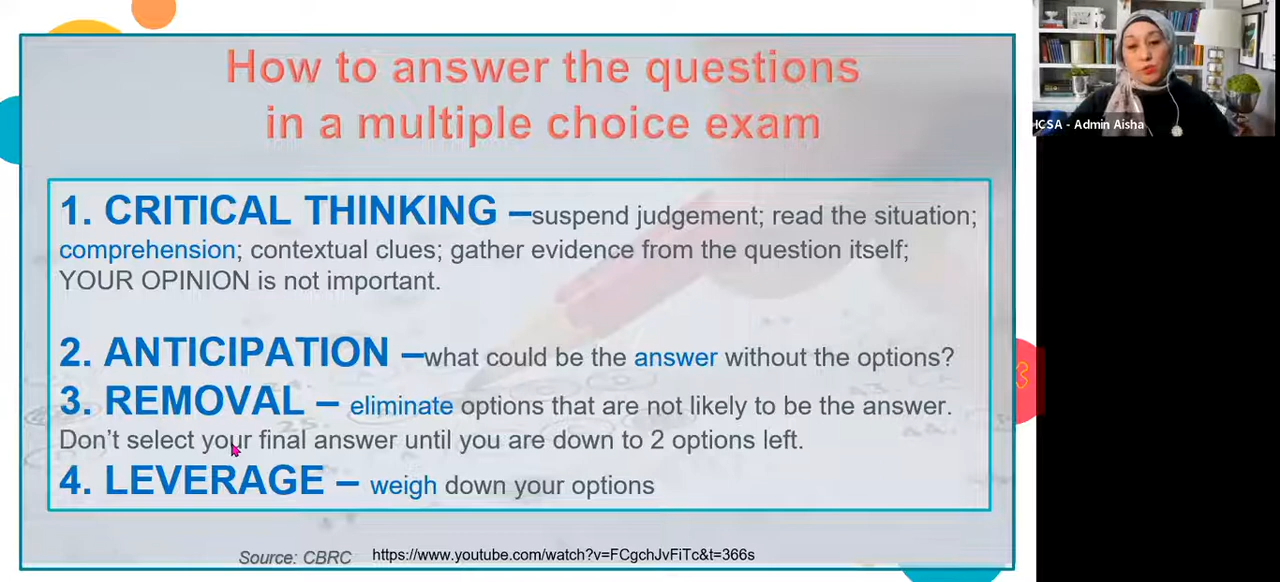 How to answer the questions
in a multiple choice exam
1. CRITICAL THINKING –suspend judgement; read the situation;
comprehension; contextual clues; gather evidence from the question itself;
YOUR OPINION is not important.
2. ANTICIPATION –what could be the answer without the options?
3. REMOVAL – eliminate options that are not likely to be the answer.
Don't select your final answer until you are down to 2 options left.
4. LEVERAGE – weigh down your options
Source: CBRC https://www.youtube.com/watch?v=FCgchJvFiTc&t=366s
ICSA - Admin Aisha